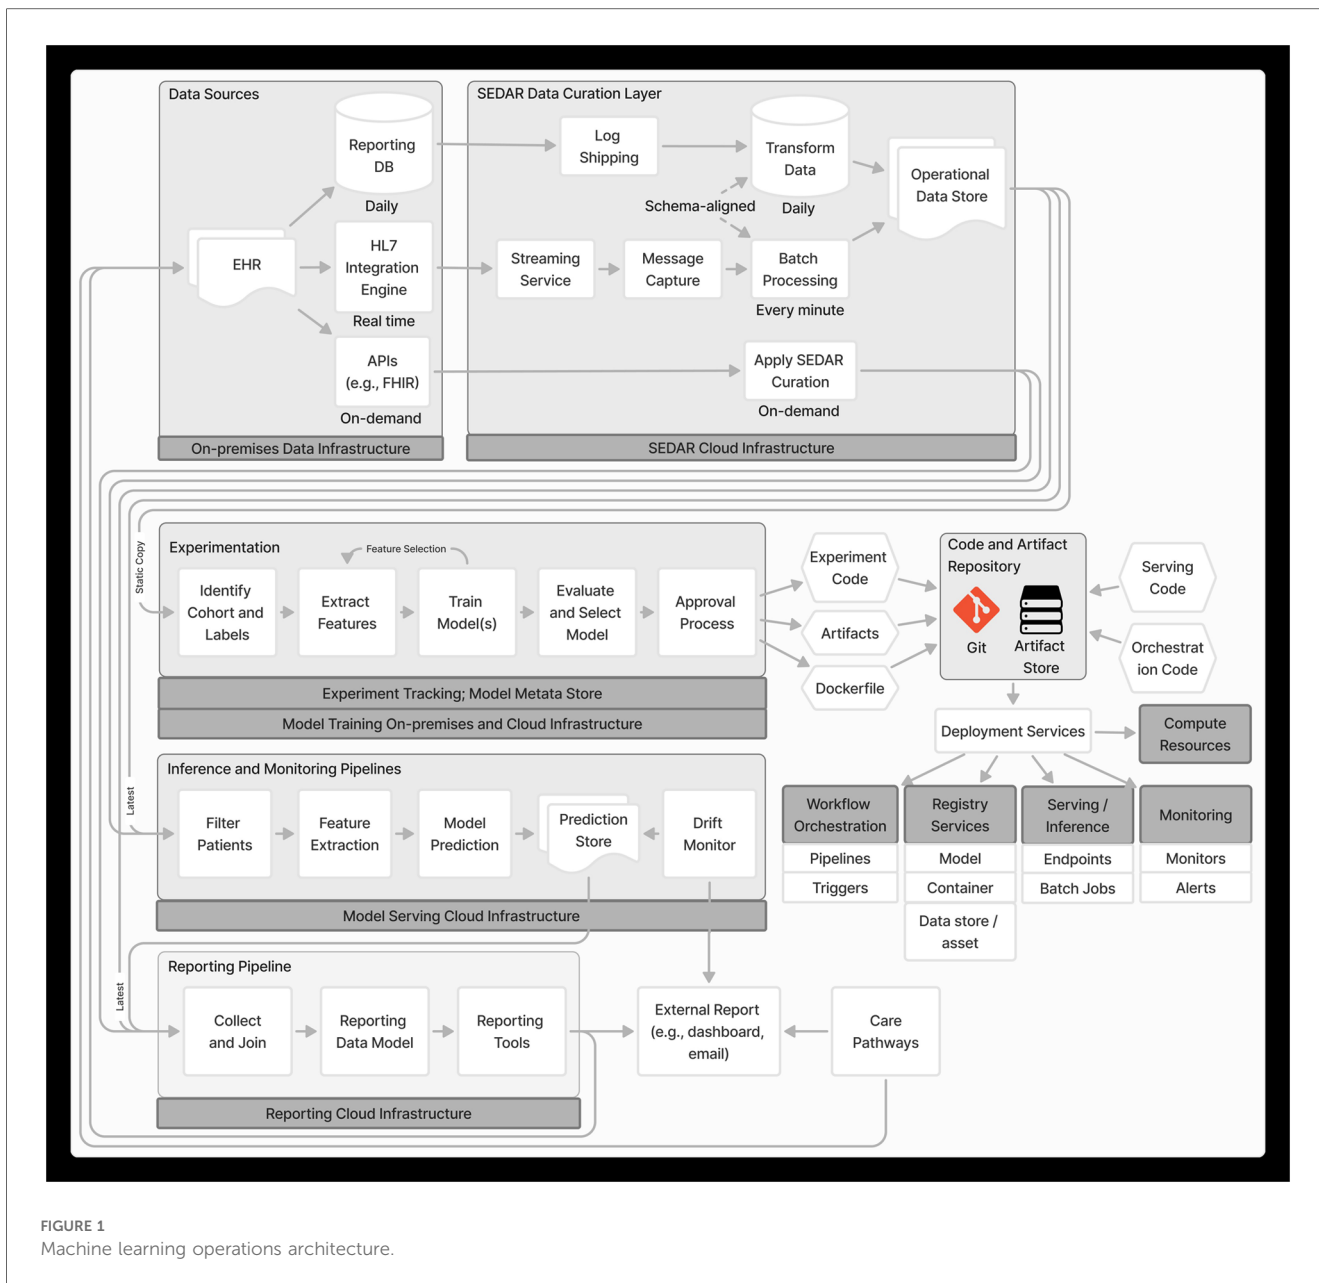 Data Sources
Reporting
DB
Daily
EHR
HL7
Integration
Engine
Real time
APIs
(e.g., FHIR)
On-demand
On-premises Data Infrastructure
SEDAR Data Curation Layer
Log
Shipping
Transform
Data
Daily
Schema-aligned
Operational
Data Store
Streaming
Service
Message
Capture
Batch
Processing
Every minute
Apply SEDAR
Curation
On-demand
SEDAR Cloud Infrastructure
Static Copy
Experimentation
Feature Selection
Identify
Cohort and
Labels
Extract
Features
Train
Model(s)
Evaluate
and Select
Model
Approval
Process
Experiment Tracking; Model Metata Store
Model Training On-premises and Cloud Infrastructure
Experiment
Code
Artifacts
Dockerfile
Code and Artifact
Repository
Git
Artifact
Store
Serving
Code
Orchestrat
ion Code
Deployment Services
Compute
Resources
Workflow
Orchestration
Pipelines
Triggers
Registry
Services
Model
Container
Data store /
asset
Serving /
Inference
Endpoints
Batch Jobs
Monitoring
Monitors
Alerts
Latest
Inference and Monitoring Pipelines
Filter
Patients
Feature
Extraction
Model
Prediction
Prediction
Store
Drift
Monitor
Model Serving Cloud Infrastructure
Latest
Reporting Pipeline
Collect
and Join
Reporting
Data Model
Reporting
Tools
Reporting Cloud Infrastructure
External Report
(e.g., dashboard,
email)
Care
Pathways
FIGURE 1
Machine learning operations architecture.